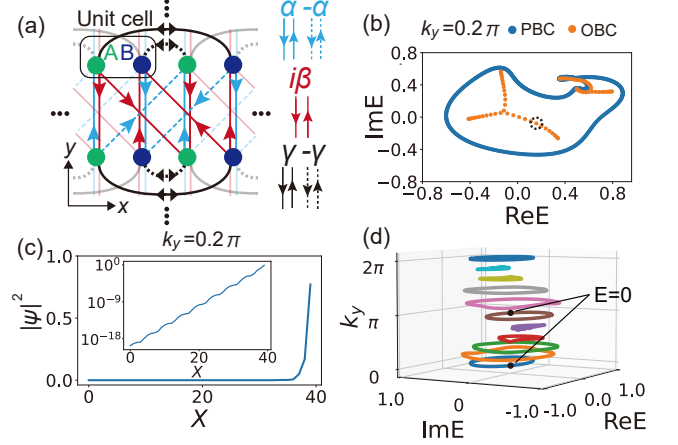 (a)
Unit cell
A B
y
x
α -α
iβ
γ -γ
(b)
k_y=0.2π
PBC
OBC
ImE
0.8
0.4
0.0
−0.4
−0.8
−0.8
−0.4
0.0
0.4
0.8
ReE
(c)
k_y=0.2π
|ψ|²
1.0
0.5
0.0
10⁰
10⁻⁹
10⁻¹⁸
0
20
40
X
0
20
40
X
(d)
k_y
2π
π
0
E=0
1.0
0
-1.0
ImE
-1.0
0
1.0
ReE